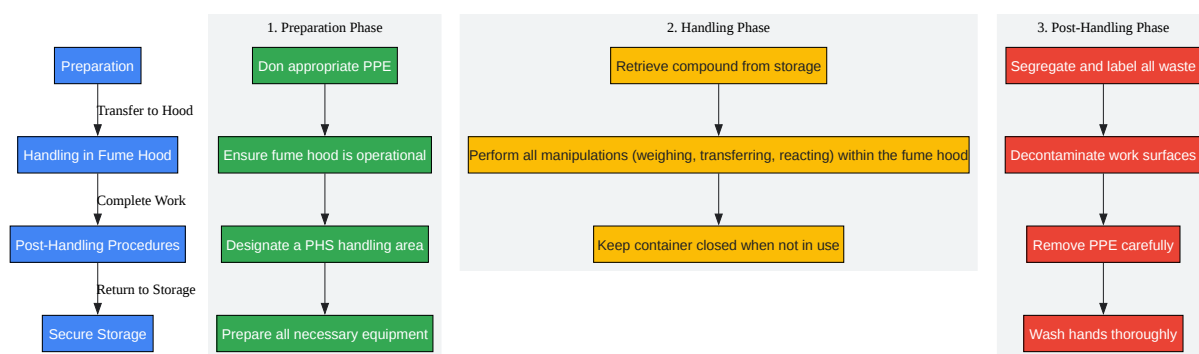 Preparation
Transfer to Hood
Handling in Fume Hood
Complete Work
Post-Handling Procedures
Return to Storage
Secure Storage
1. Preparation Phase
Don appropriate PPE
Ensure fume hood is operational
Designate a PHS handling area
Prepare all necessary equipment
2. Handling Phase
Retrieve compound from storage
Perform all manipulations (weighing, transferring, reacting) within the fume hood
Keep container closed when not in use
3. Post-Handling Phase
Segregate and label all waste
Decontaminate work surfaces
Remove PPE carefully
Wash hands thoroughly